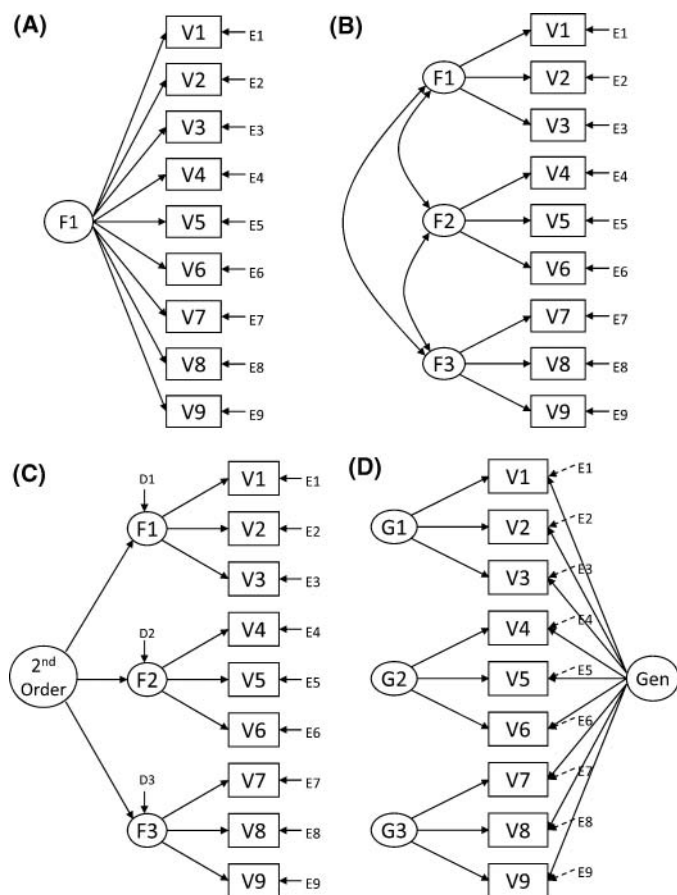 (A)
V1 E1
V2 E2
V3 E3
V4 E4
F1 V5 E5
V6 E6
V7 E7
V8 E8
V9 E9
(B)
V1 E1
F1 V2 E2
V3 E3
V4 E4
F2 V5 E5
V6 E6
V7 E7
F3 V8 E8
V9 E9
(C)
D1 V1 E1
F1 V2 E2
V3 E3
D2 V4 E4
2nd
Order F2 V5 E5
V6 E6
D3 V7 E7
F3 V8 E8
V9 E9
(D)
V1 E1
G1 V2 E2
V3 E3
V4 E4
G2 V5 E5 Gen
V6 E6
V7 E7
G3 V8 E8
V9 E9